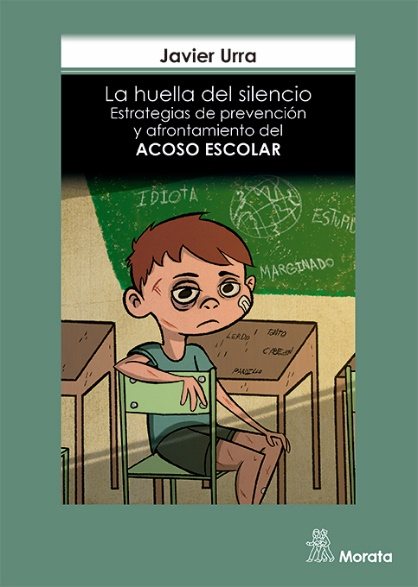 Javier Urra
La huella del silencio
Estrategias de prevención
y afrontamiento del
ACOSO ESCOLAR
IDIOTA
ESTUPI
MARGINADO
LERDO
TONTO
CABEZÓN
Morata